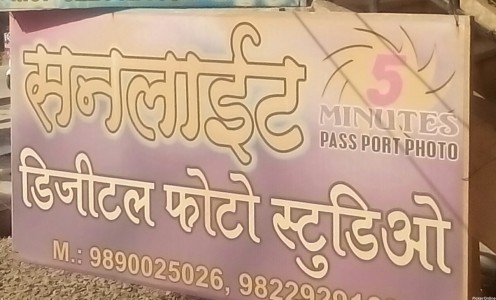 सनलाईट
5
MINUTES
PASS PORT PHOTO
डिजीटल फोटो स्टुडिओ
M.: 9890025026,